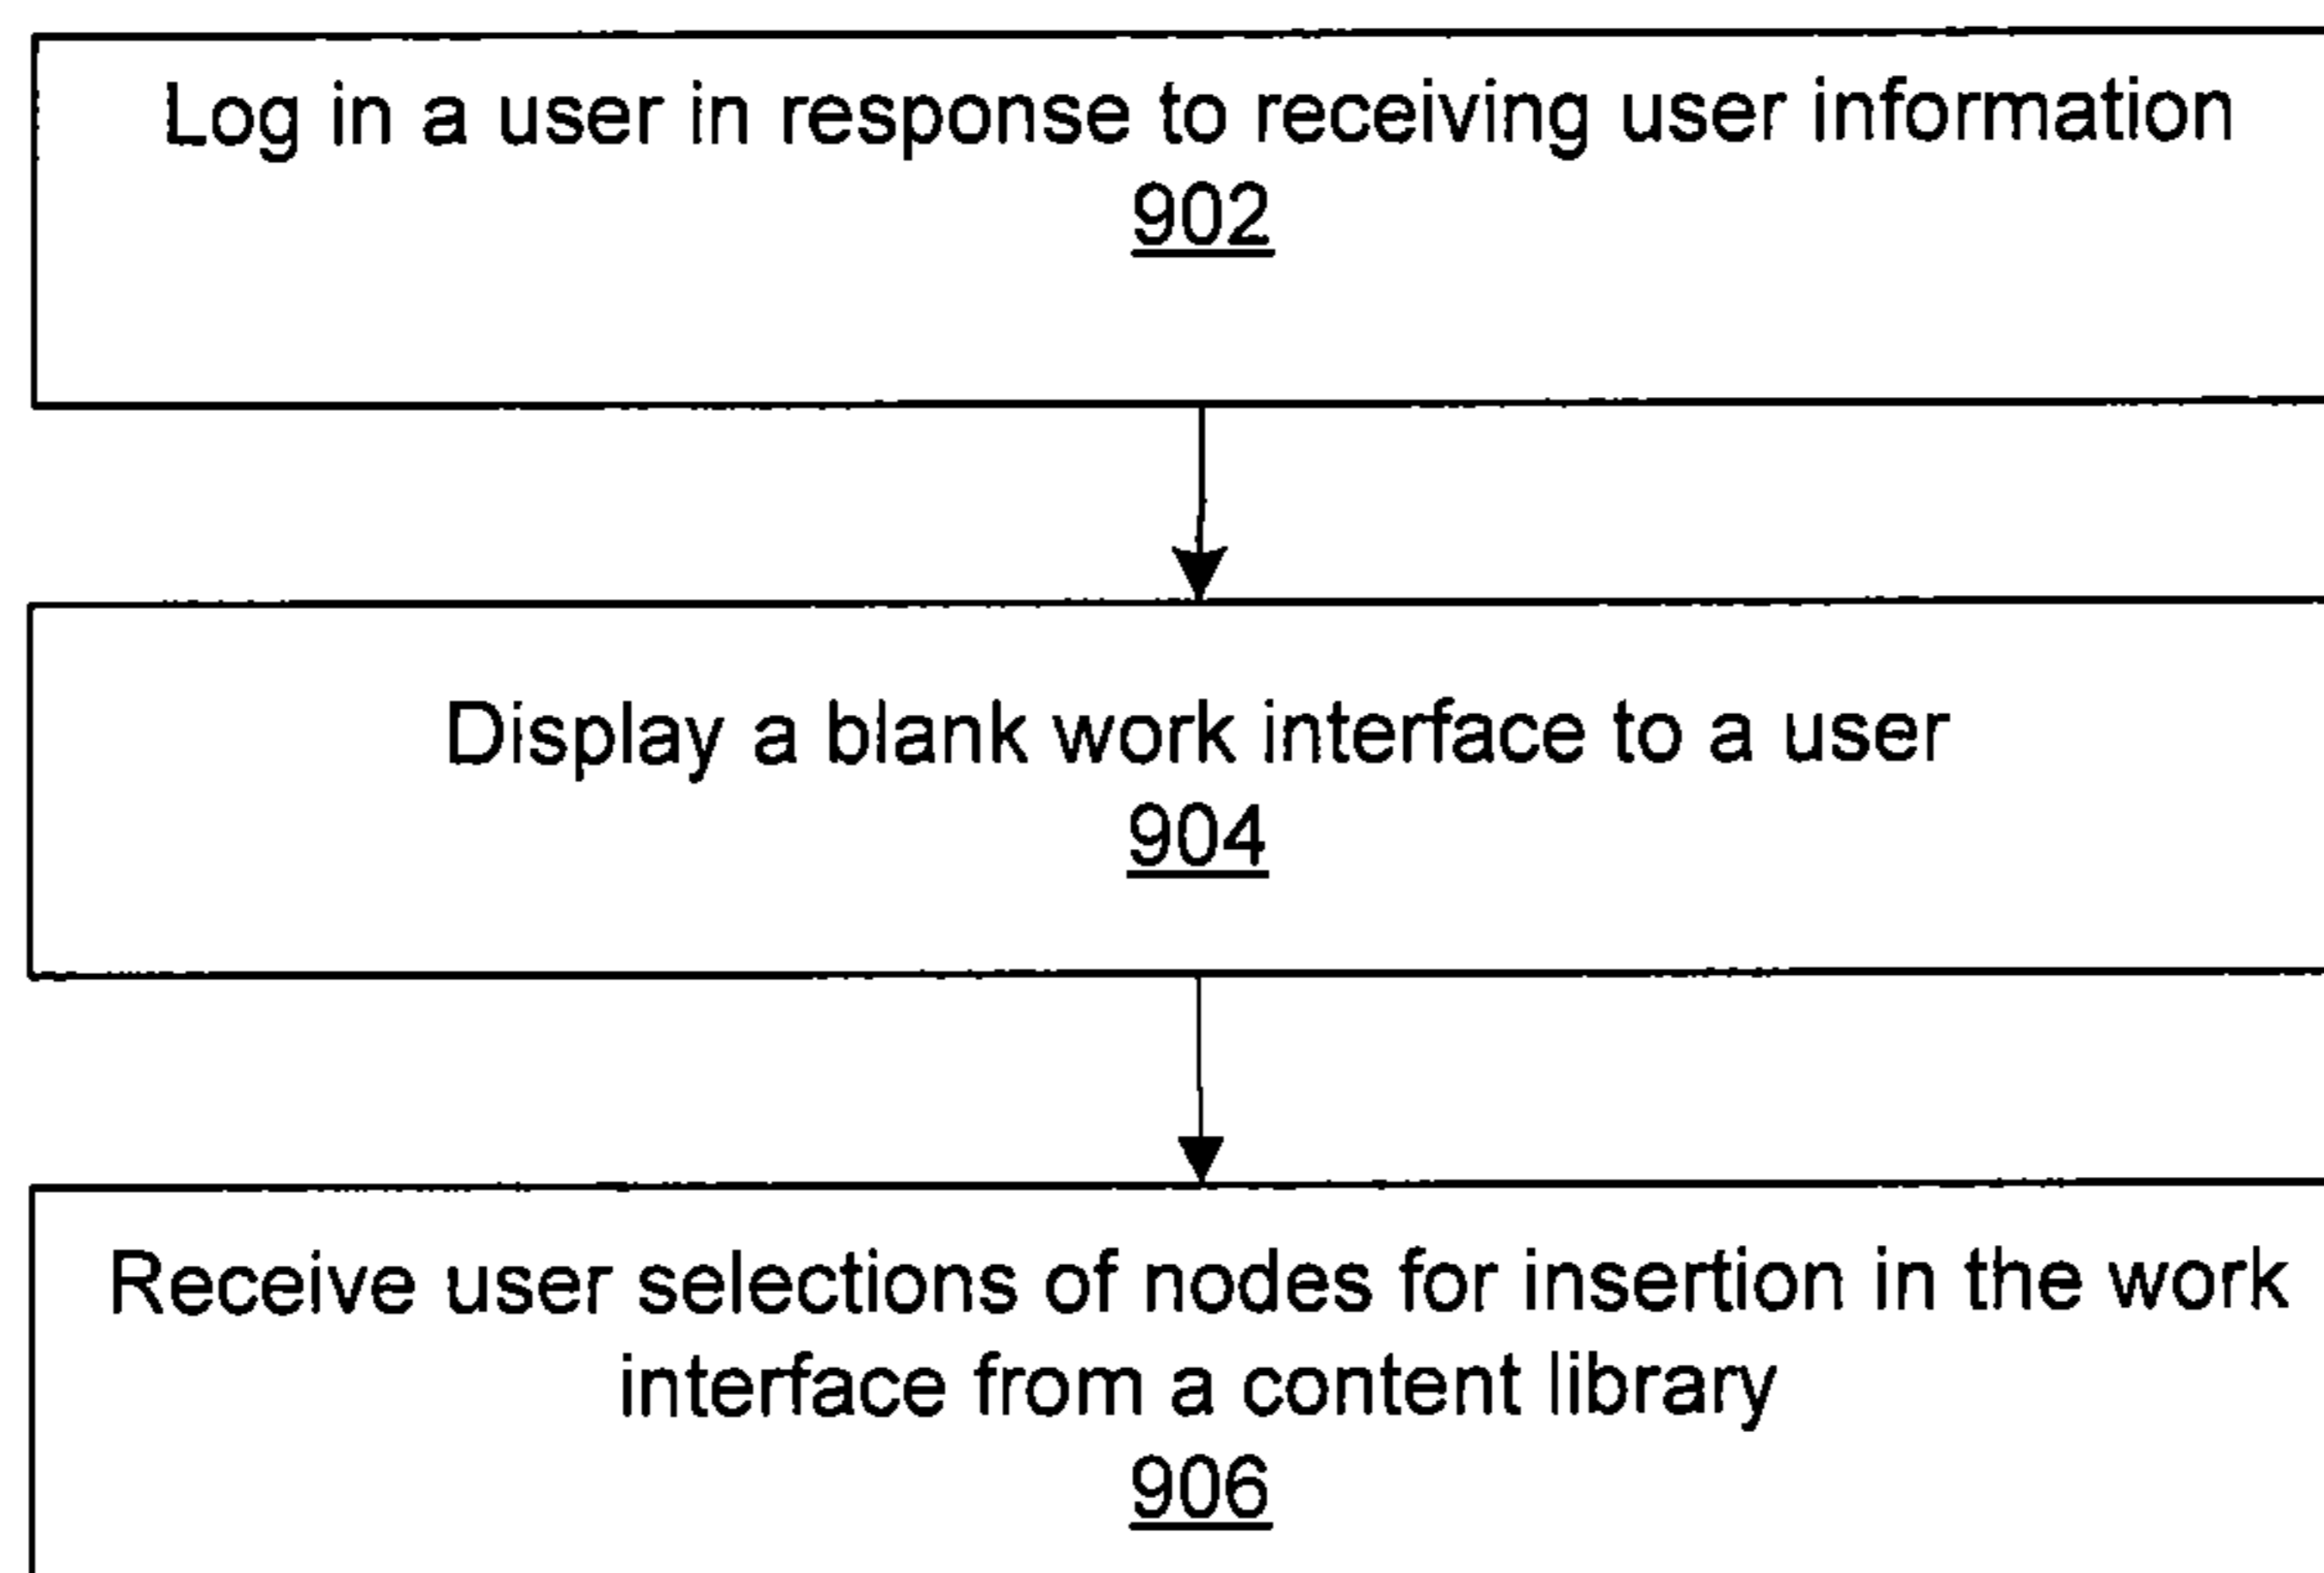 Log in a user in response to receiving user information
902
Display a blank work interface to a user
904
Receive user selections of nodes for insertion in the work
interface from a content library
906